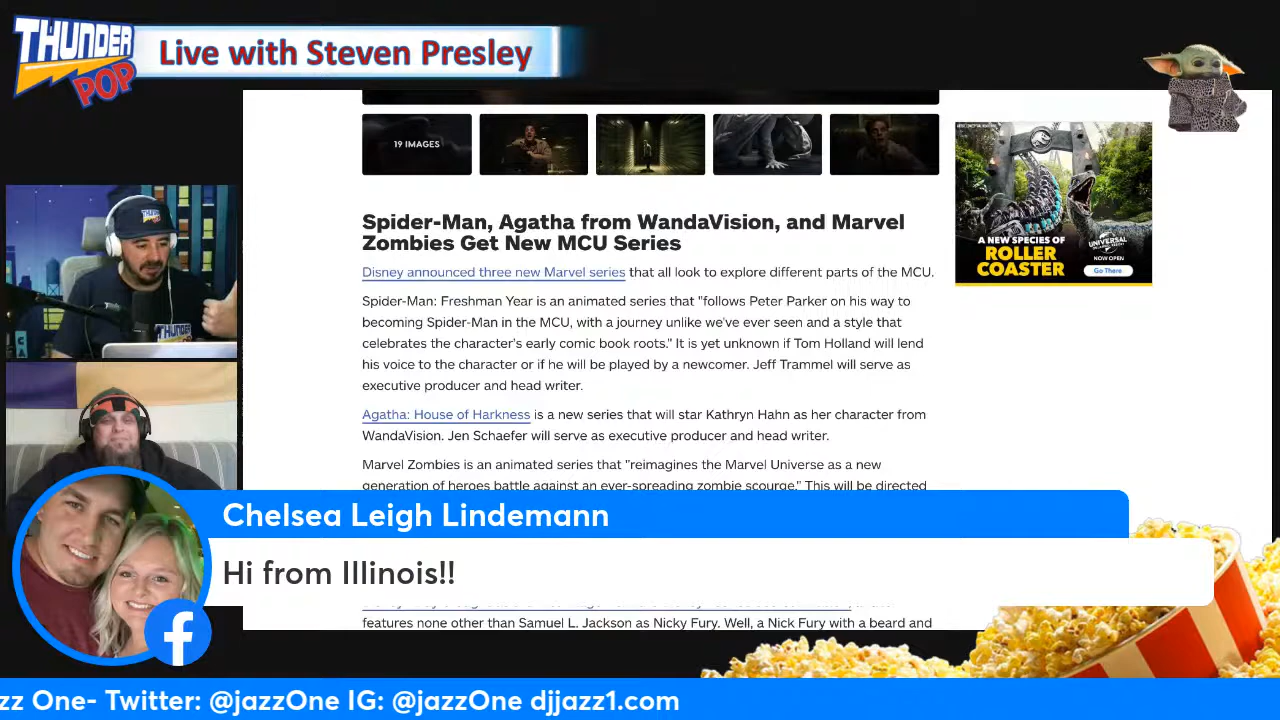 THUNDER
POP
Live with Steven Presley
19 IMAGES
Spider-Man, Agatha from WandaVision, and Marvel
Zombies Get New MCU Series
Disney announced three new Marvel series that all look to explore different parts of the MCU.
Spider-Man: Freshman Year is an animated series that "follows Peter Parker on his way to
becoming Spider-Man in the MCU, with a journey unlike we've ever seen and a style that
celebrates the character's early comic book roots." It is yet unknown if Tom Holland will lend
his voice to the character or if he will be played by a newcomer. Jeff Trammel will serve as
executive producer and head writer.
Agatha: House of Harkness is a new series that will star Kathryn Hahn as her character from
WandaVision. Jen Schaefer will serve as executive producer and head writer.
Marvel Zombies is an animated series that "reimagines the Marvel Universe as a new
generation of heroes battle against an ever-spreading zombie scourge." This will be directed
features none other than Samuel L. Jackson as Nicky Fury. Well, a Nick Fury with a beard and
A NEW SPECIES OF
ROLLER
COASTER
UNIVERSAL
NOW OPEN
Go There
THUNDER
THUNDER
Chelsea Leigh Lindemann
Hi from Illinois!!
zz One- Twitter: @jazzOne IG: @jazzOne djjazz1.com